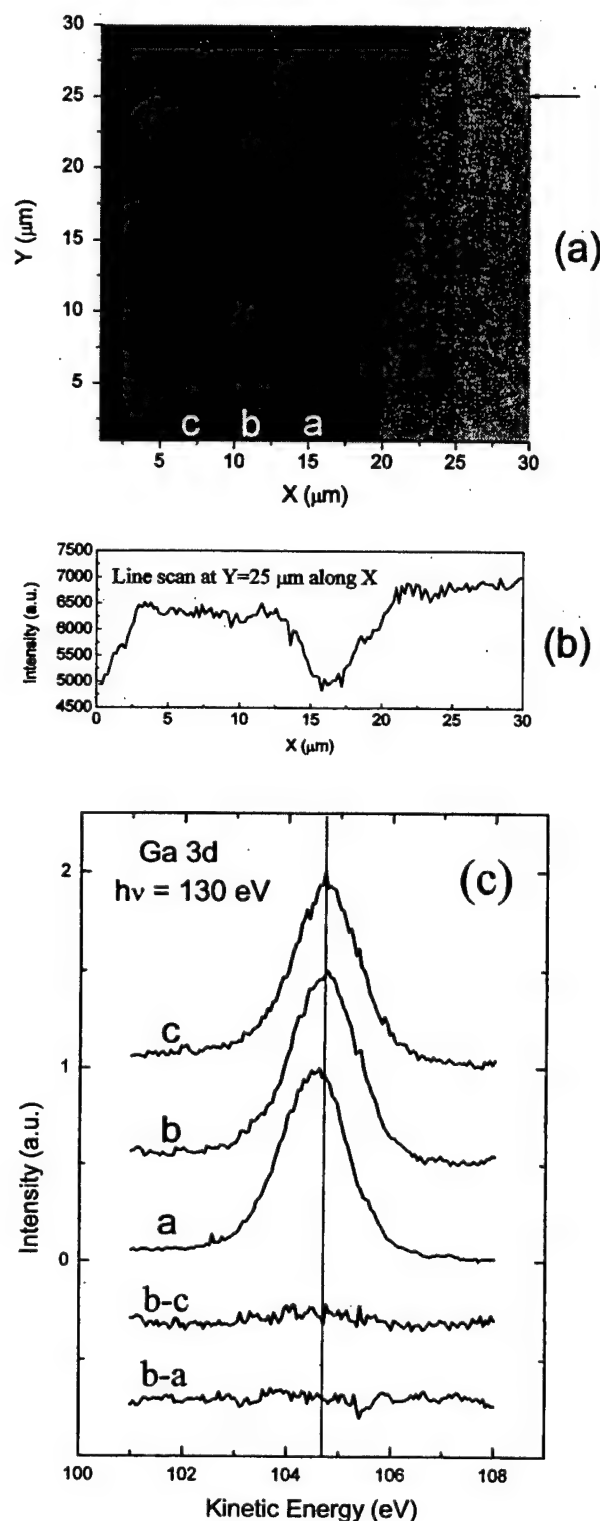 30
25
20
15
10
5
Y (μm)
c b a
(a)
5 10 15 20 25 30
X (μm)
7500
7000
6500
6000
5500
5000
4500
Intensity (a.u.)
Line scan at Y=25 μm along X
(b)
0 5 10 15 20 25 30
X (μm)
Ga 3d
hν = 130 eV
(c)
2
1
0
Intensity (a.u.)
c
b
a
b-c
b-a
100 102 104 106 108
Kinetic Energy (eV)